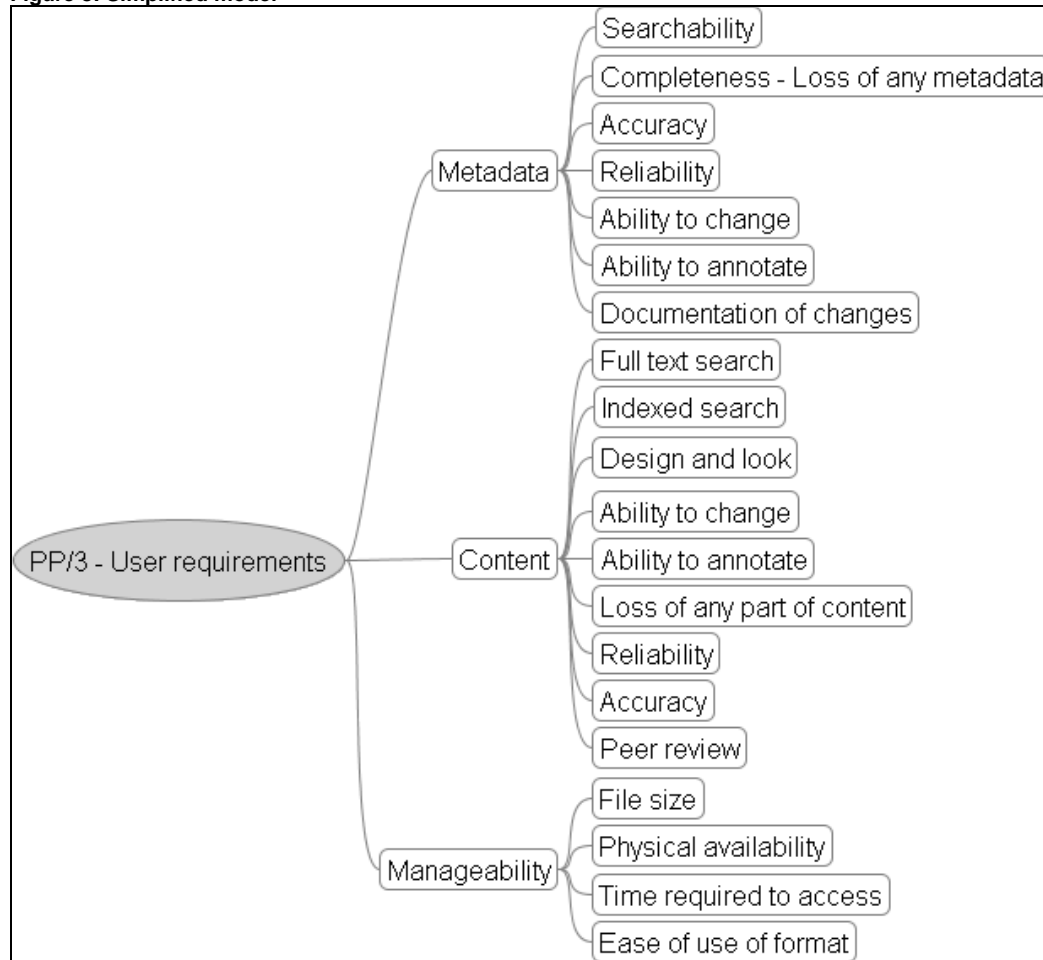 Figure 3. Simplified model
Searchability
Completeness - Loss of any metadata
Accuracy
Metadata
Reliability
Ability to change
Ability to annotate
Documentation of changes
Full text search
Indexed search
Design and look
Ability to change
PP/3 - User requirements
Content
Ability to annotate
Loss of any part of content
Reliability
Accuracy
Peer review
File size
Physical availability
Manageability
Time required to access
Ease of use of format